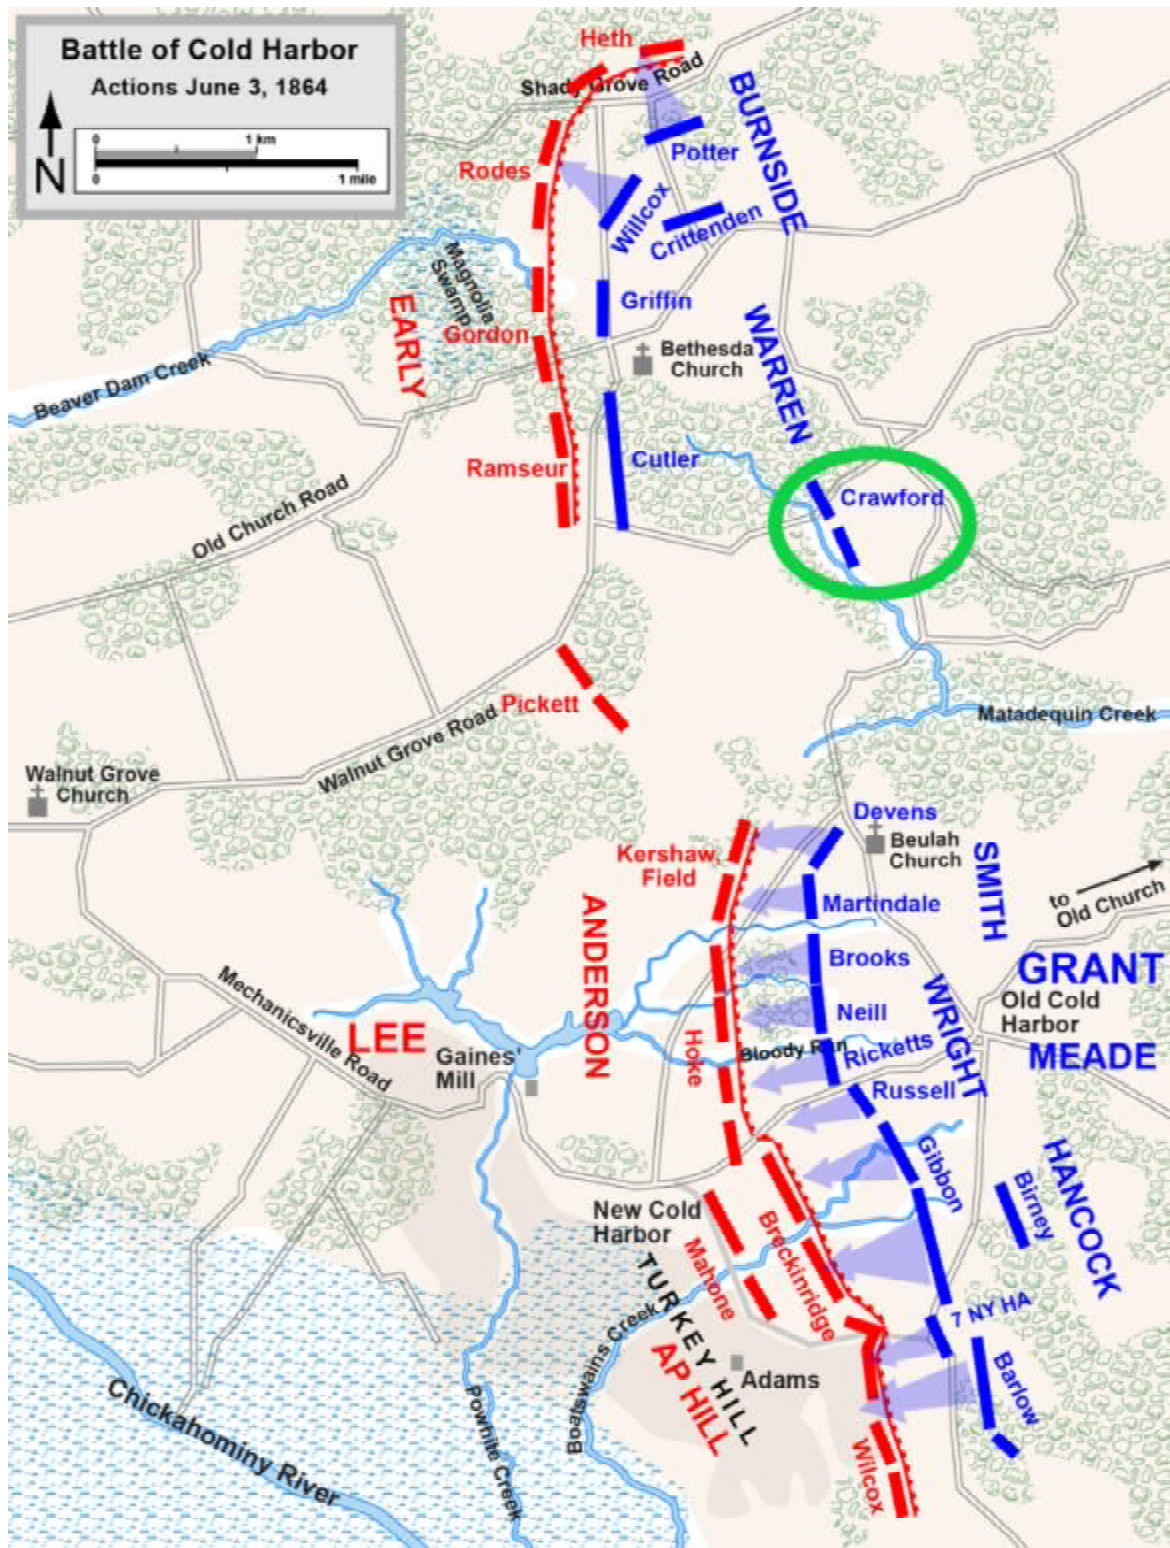 Battle of Cold Harbor
Actions June 3, 1864
0
1 km
N
0
1 mile
Heth
Shady Grove Road
BURNSIDE
Potter
Rodes
Willcox
Crittenden
Magnolia
Swamp
Griffin
EARLY
Gordon
WARREN
Bethesda
Church
Beaver Dam Creek
Ramseur
Cutler
Crawford
Old Church Road
Pickett
Walnut Grove Road
Matadequin Creek
Walnut Grove
Church
Devens
Kershaw,
Field
Beulah
Church
SMITH
to
Old Church
ANDERSON
Martindale
Brooks
GRANT
Mechanicsville Road
WRIGHT
Neill
Old Cold
Harbor
LEE
Gaines'
Mill
Hoke
Bloody Run
Ricketts
MEADE
Russell
Gibbon
HANCOCK
Birney
New Cold
Harbor
Mahone
Breckinridge
TURKEY HILL
7 NY HA
AP HILL
Adams
Barlow
Chickahominy River
Powhite Creek
Boatswains Creek
Wilcox